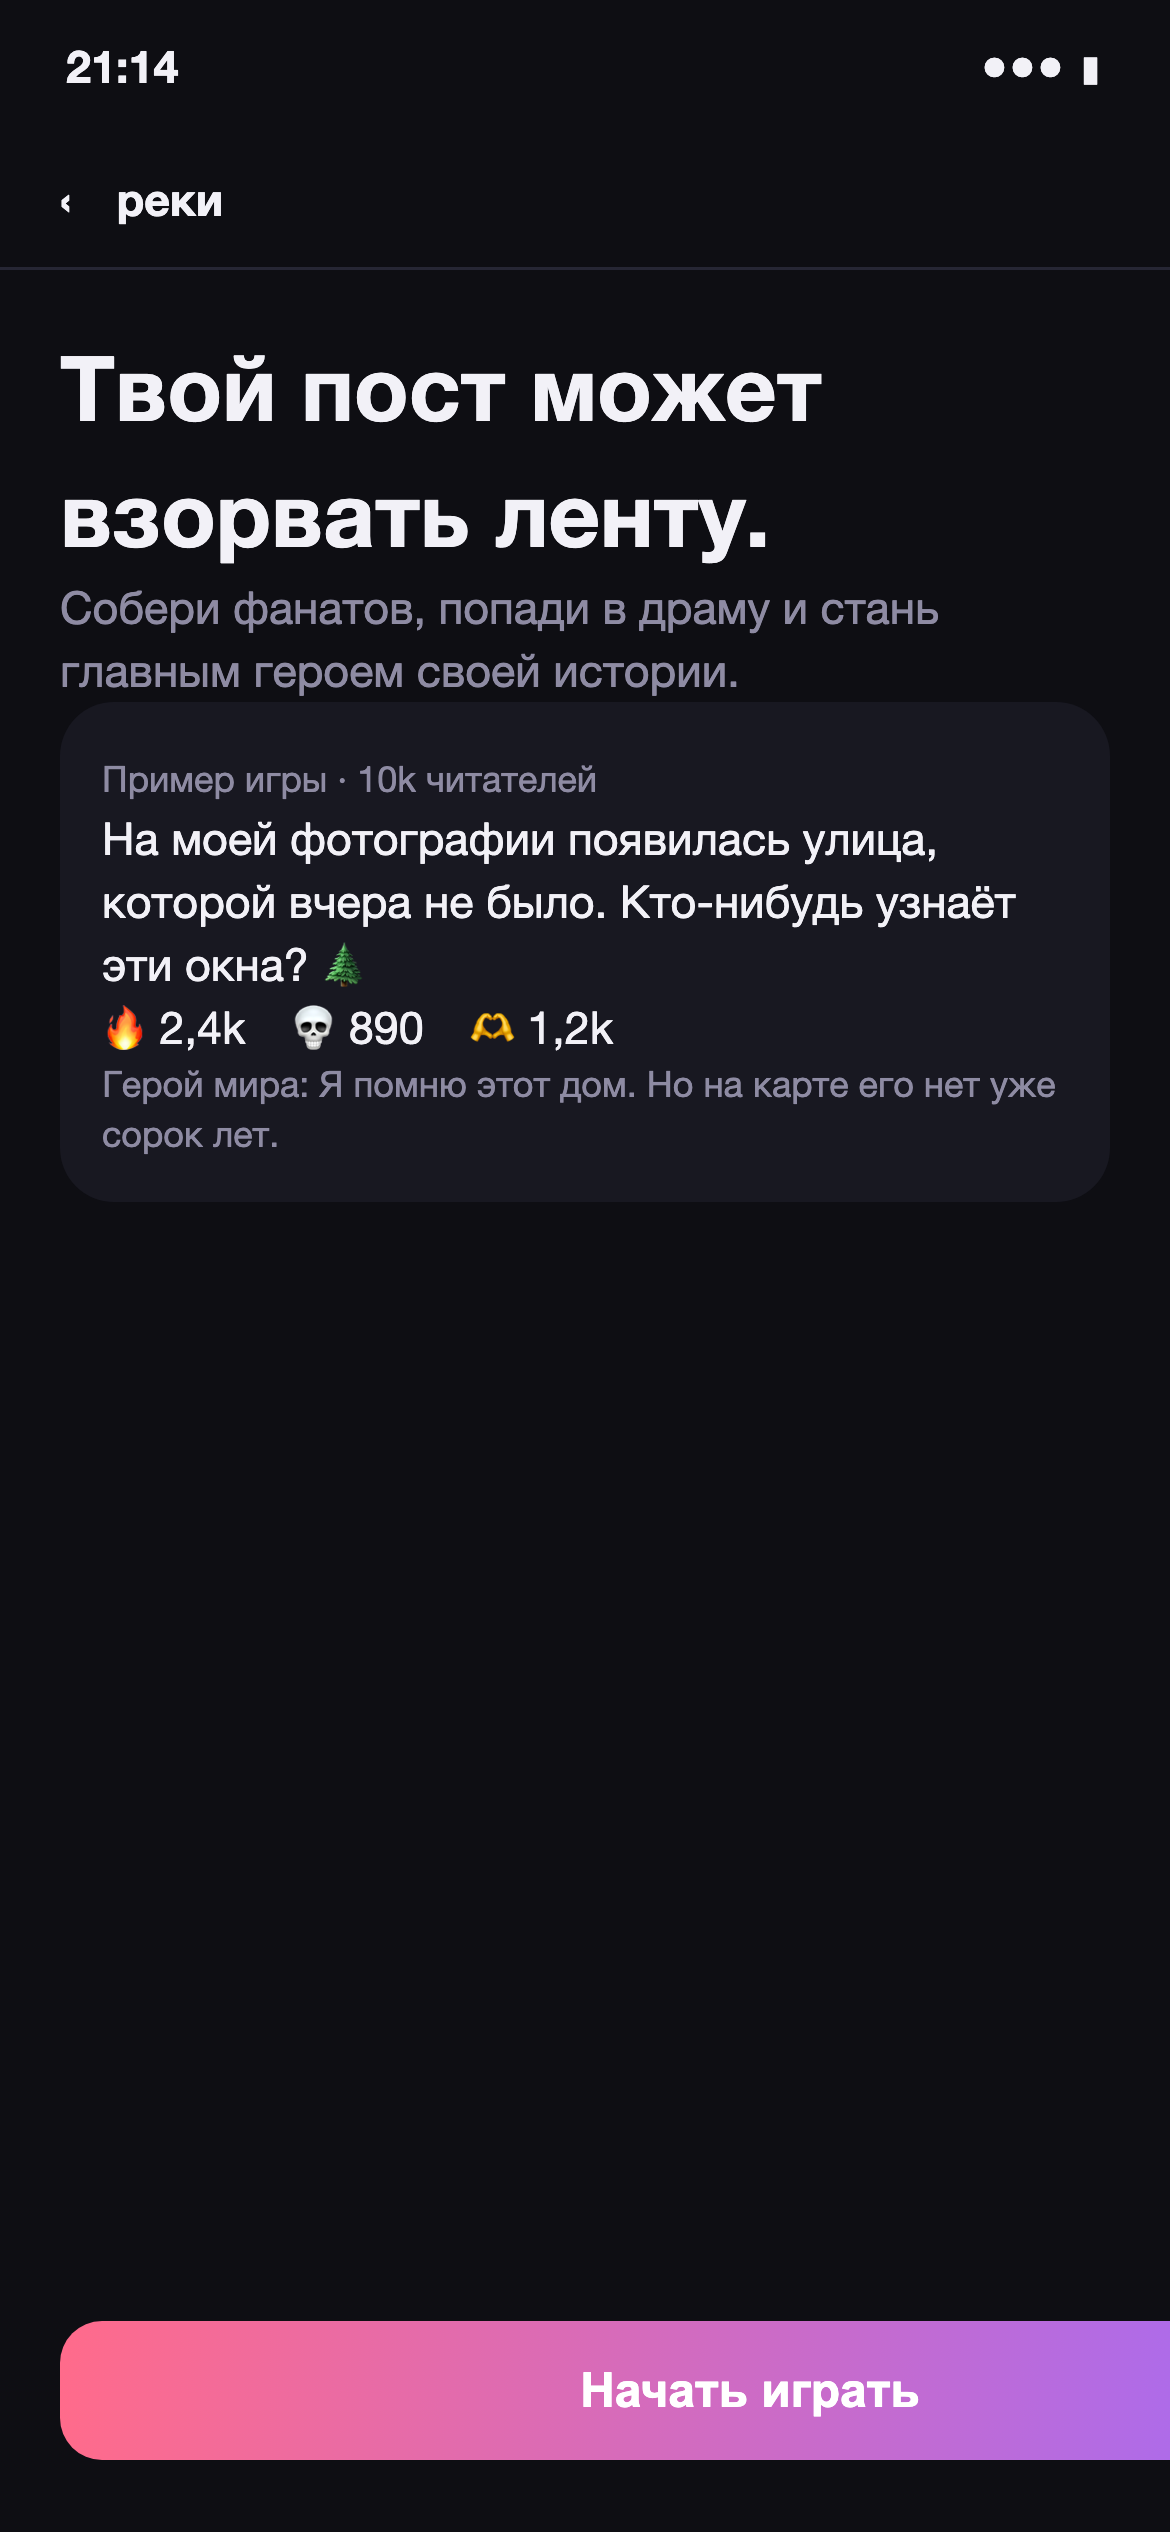 21:14
‹ реки
Твой пост может
взорвать ленту.
Собери фанатов, попади в драму и стань
главным героем своей истории.
Пример игры · 10k читателей
На моей фотографии появилась улица,
которой вчера не было. Кто-нибудь узнаёт
эти окна? 🌲
🔥 2,4k 💀 890 🫶 1,2k
Герой мира: Я помню этот дом. Но на карте его нет уже
сорок лет.
Начать играть